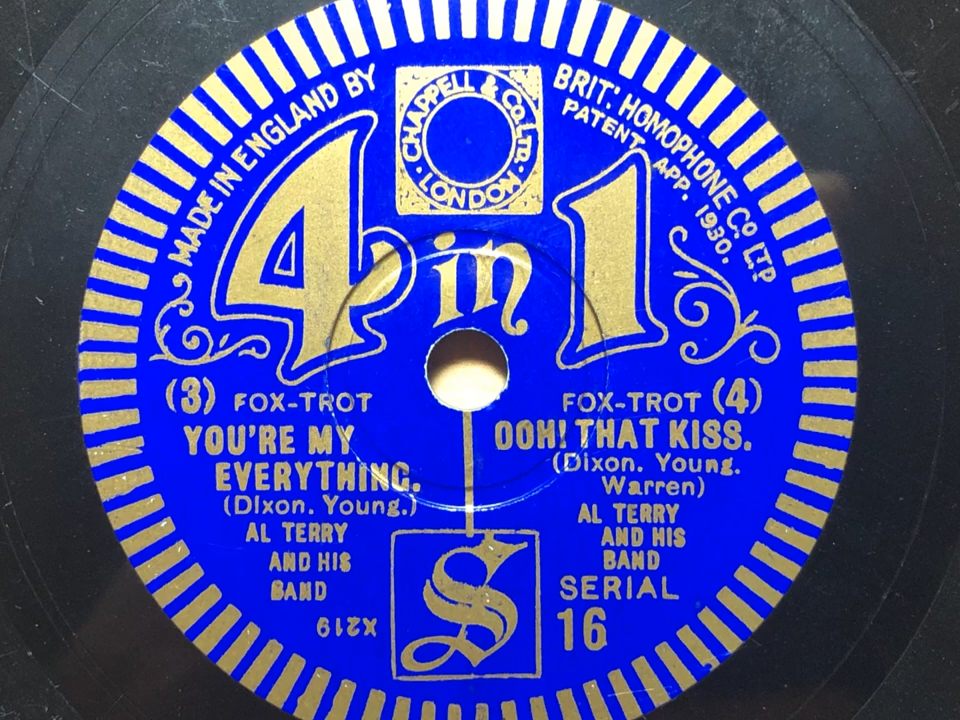 MADE IN ENGLAND BY
CHAPPELL & CO. LTD.
· LONDON ·
BRIT: HOMOPHONE CO LTD
PATENT APP. 1930.
4 in 1
(3) FOX-TROT
YOU'RE MY
EVERYTHING.
(Dixon. Young.)
AL TERRY
AND HIS
BAND
FOX-TROT (4)
OOH! THAT KISS.
(Dixon. Young.
Warren)
AL TERRY
AND HIS
BAND
X219
S
SERIAL
16